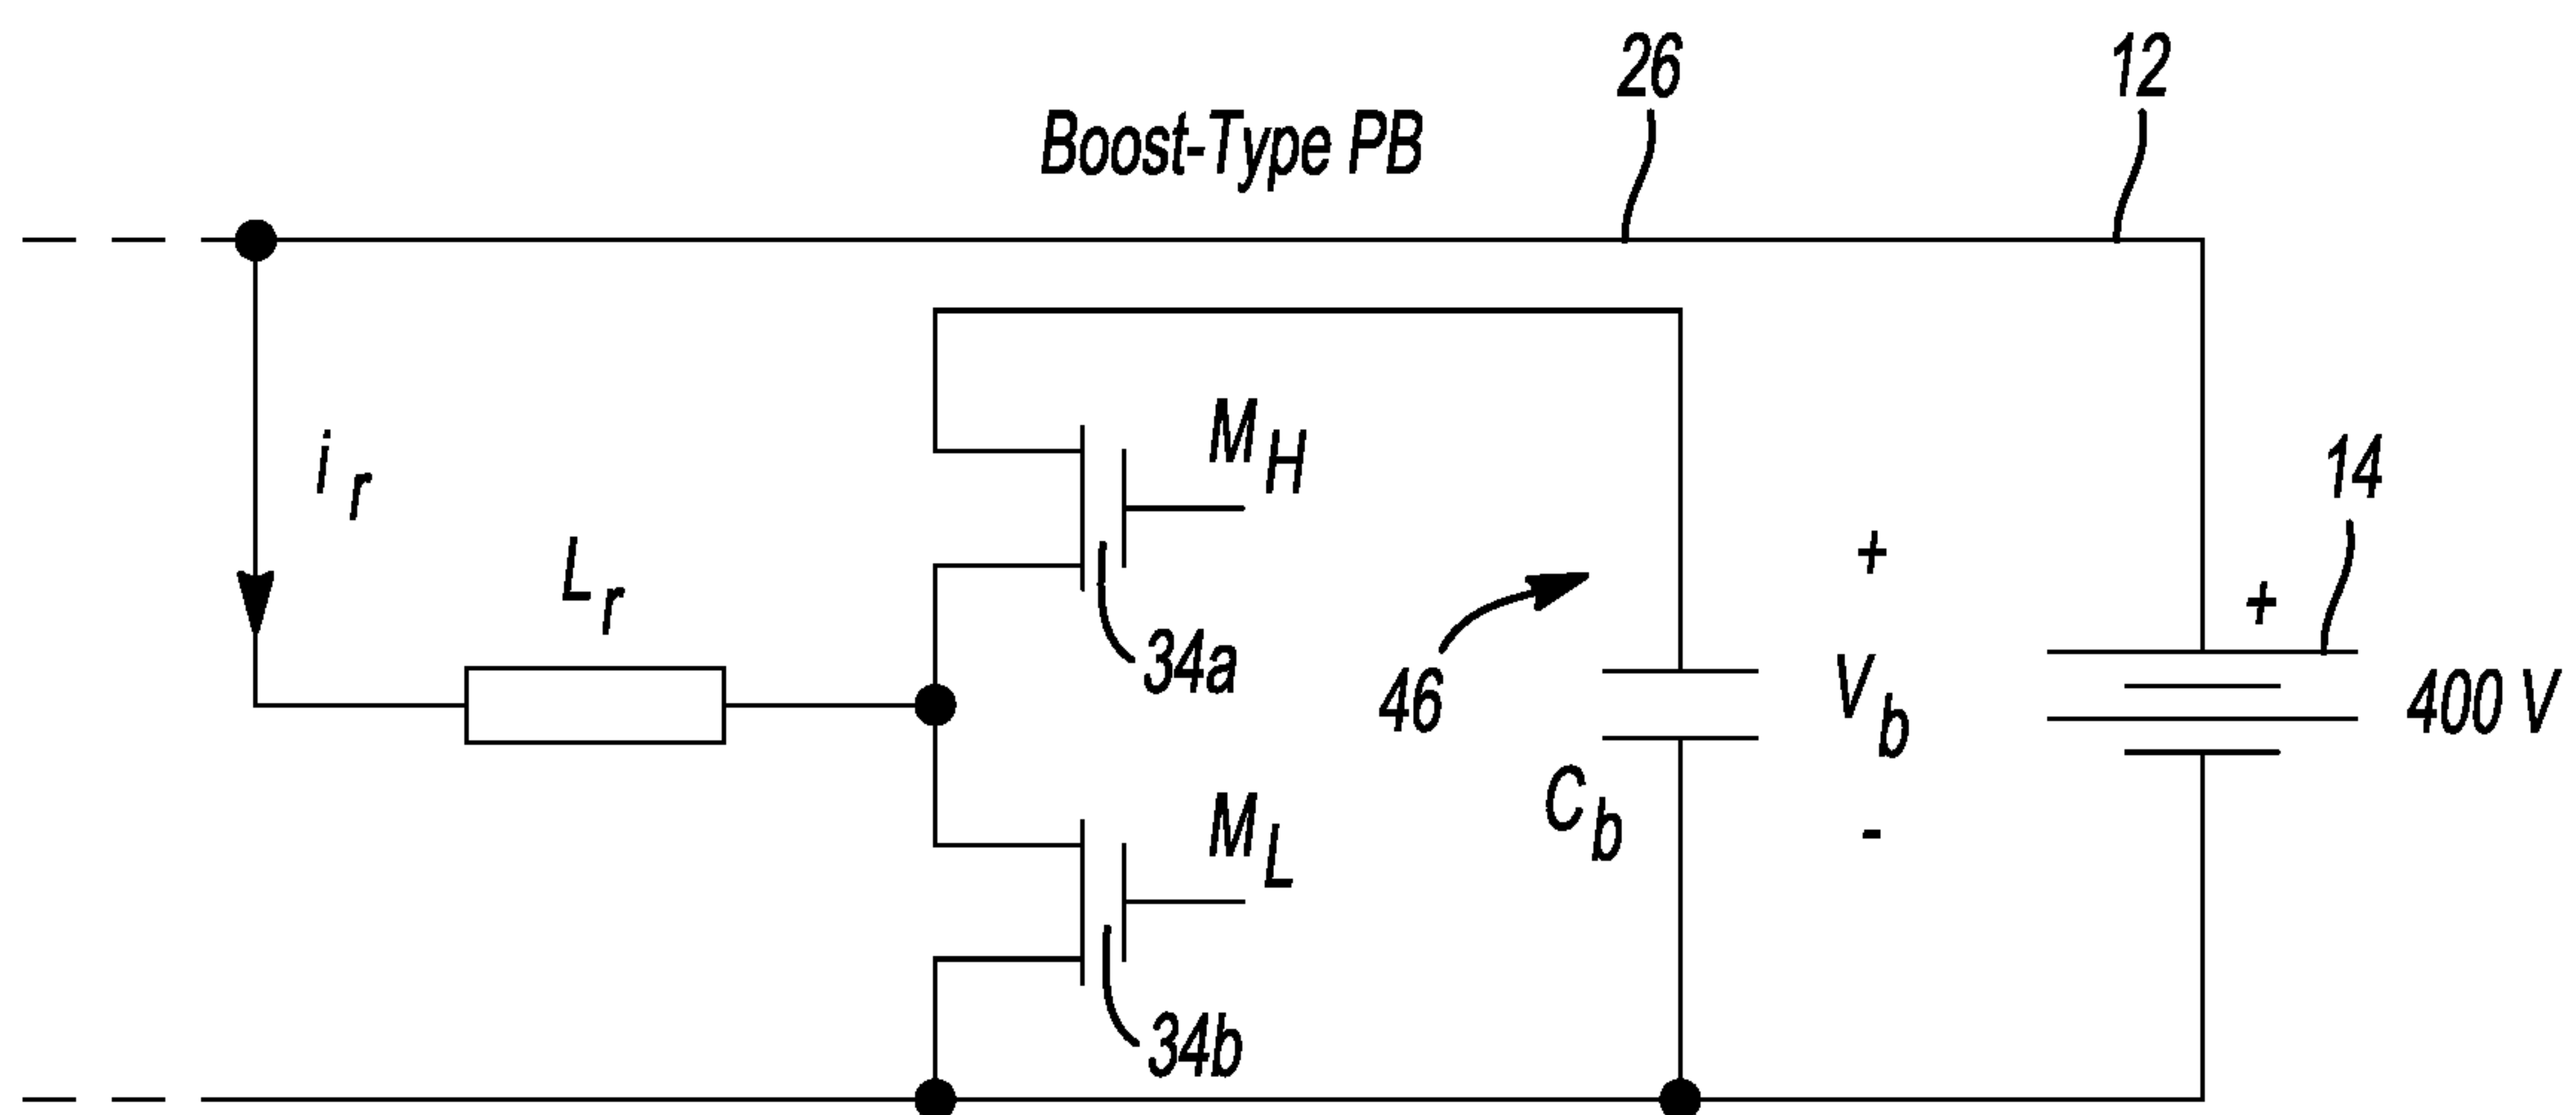 26
12
Boost-Type PB
i r
L r
M H
34a
46
+
V b
-
C b
+
14
400 V
M L
34b